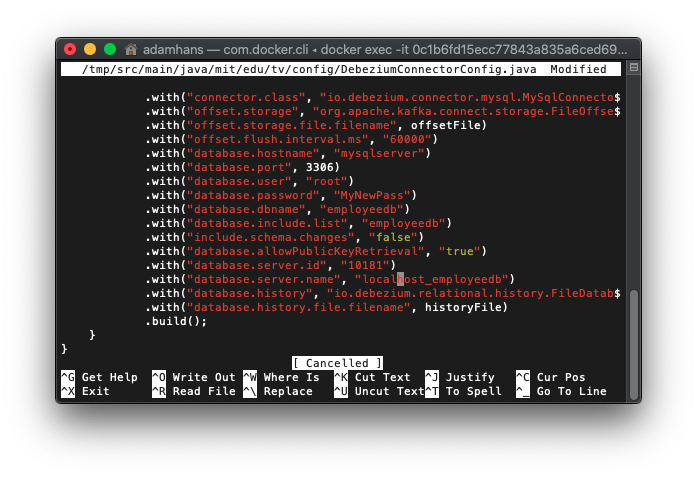 adamhans — com.docker.cli ◂ docker exec -it 0c1b6fd15ecc77843a835a6ced69...
/tmp/src/main/java/mit/edu/tv/config/DebeziumConnectorConfig.java Modified
.with("connector.class", "io.debezium.connector.mysql.MySqlConnecto$
.with("offset.storage", "org.apache.kafka.connect.storage.FileOffse$
.with("offset.storage.file.filename", offsetFile)
.with("offset.flush.interval.ms", "60000")
.with("database.hostname", "mysqlserver")
.with("database.port", 3306)
.with("database.user", "root")
.with("database.password", "MyNewPass")
.with("database.dbname", "employeedb")
.with("database.include.list", "employeedb")
.with("include.schema.changes", "false")
.with("database.allowPublicKeyRetrieval", "true")
.with("database.server.id", "10181")
.with("database.server.name", "localhost_employeedb")
.with("database.history", "io.debezium.relational.history.FileDatab$
.with("database.history.file.filename", historyFile)
.build();
}
}
[ Cancelled ]
^G Get Help ^O Write Out ^W Where Is ^K Cut Text ^J Justify ^C Cur Pos
^X Exit ^R Read File ^\ Replace ^U Uncut Text ^T To Spell ^_ Go To Line